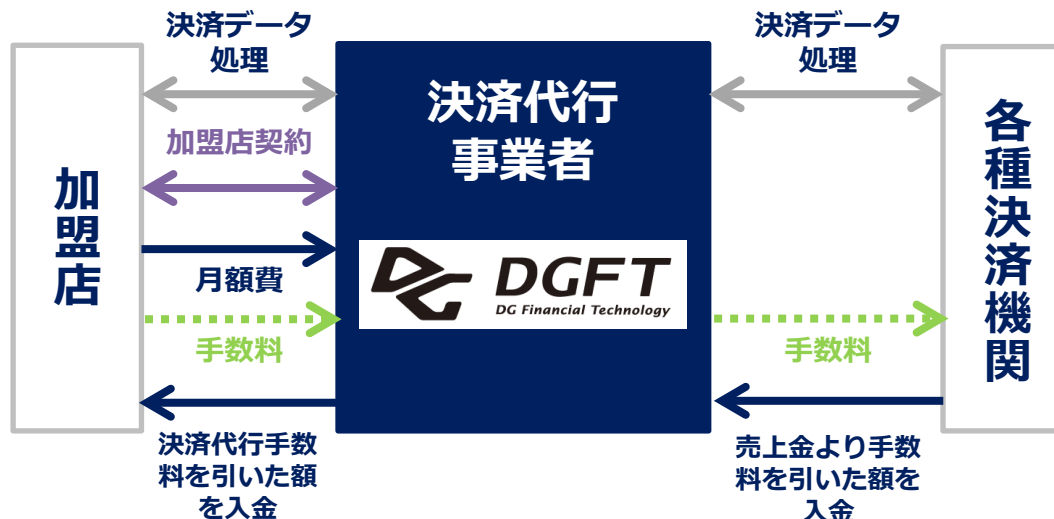 決済データ
処理
加盟店契約
月額費
手数料
決済代行手数
料を引いた額
を入金
加盟店
決済代行
事業者
DGFT
DG Financial Technology
決済データ
処理
手数料
売上金より手数
料を引いた額を
入金
各種決済機関